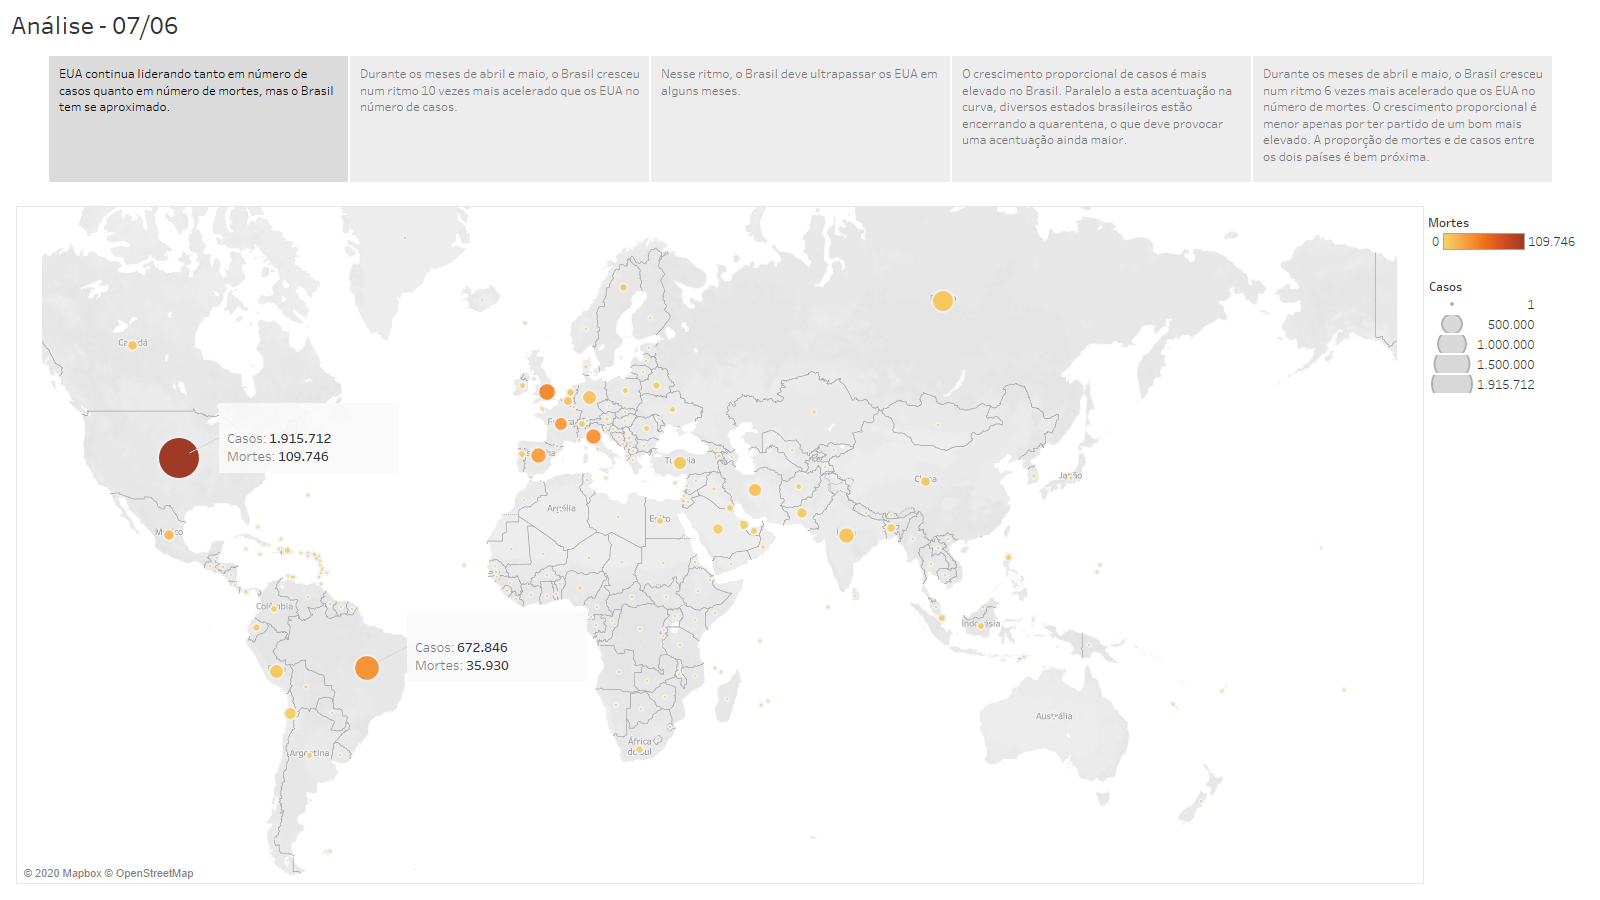 Análise - 07/06
EUA continua liderando tanto em número de
casos quanto em número de mortes, mas o Brasil
tem se aproximado.
Durante os meses de abril e maio, o Brasil cresceu
num ritmo 10 vezes mais acelerado que os EUA no
número de casos.
Nesse ritmo, o Brasil deve ultrapassar os EUA em
alguns meses.
O crescimento proporcional de casos é mais
elevado no Brasil. Paralelo a esta acentuação na
curva, diversos estados brasileiros estão
encerrando a quarentena, o que deve provocar
uma acentuação ainda maior.
Durante os meses de abril e maio, o Brasil cresceu
num ritmo 6 vezes mais acelerado que os EUA no
número de mortes. O crescimento proporcional é
menor apenas por ter partido de um bom mais
elevado. A proporção de mortes e de casos entre
os dois países é bem próxima.
Mortes
0
109.746
Casos
1
500.000
1.000.000
1.500.000
1.915.712
Casos: 1.915.712
Mortes: 109.746
Argélia
Japão
Casos: 672.846
Mortes: 35.930
Austrália
África
do Sul
© 2020 Mapbox © OpenStreetMap